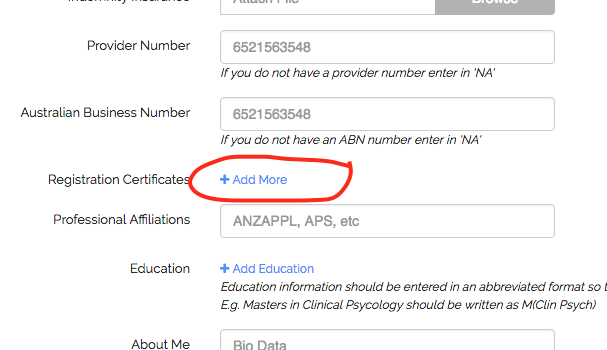 Indemnity Insurance Attach File Browse
Provider Number 6521563548
If you do not have a provider number enter in 'NA'
Australian Business Number 6521563548
If you do not have an ABN number enter in 'NA'
Registration Certificates + Add More
Professional Affiliations ANZAPPL, APS, etc
Education + Add Education
Education information should be entered in an abbreviated format so t
E.g. Masters in Clinical Psycology should be written as M(Clin Psych)
About Me Bio Data